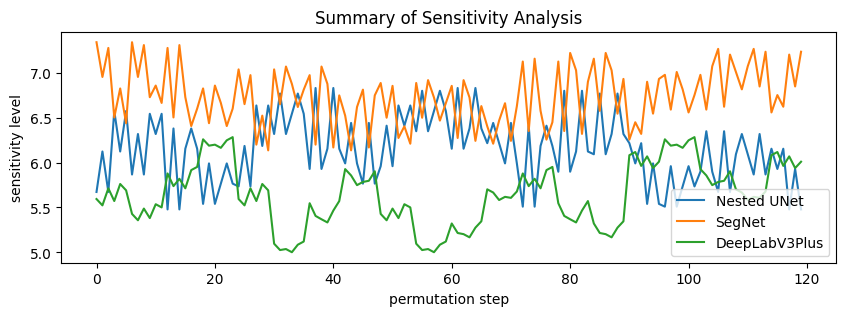 Summary of Sensitivity Analysis
sensitivity level
7.0
6.5
6.0
5.5
5.0
0
20
40
60
80
100
120
permutation step
Nested UNet
SegNet
DeepLabV3Plus